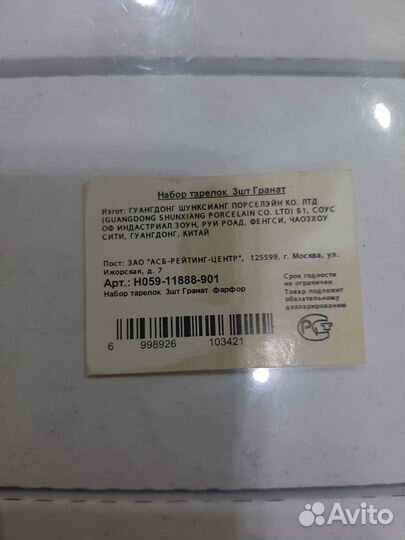 Набор тарелок 3шт Гранат
Изгот: ГУАНГДОНГ ШУНКСИАНГ ПОРСЕЛЭЙН КО. ЛТД
(GUANGDONG SHUNXIANG PORCELAIN CO. LTD) Б1, СОУС
ОФ ИНДАСТРИАЛ ЗОУН, РУИ РОАД, ФЕНГСИ, ЧАОЗХОУ
СИТИ, ГУАНГДОНГ, КИТАЙ
Пост: ЗАО "АСБ-РЕЙТИНГ-ЦЕНТР", 125599, г. Москва, ул.
Ижорская, д. 7
Арт.: H059-11888-901
Набор тарелок 3шт Гранат фарфор
Срок годности
не ограничен
Товар подлежит
обязательному
декларированию
РСТ
6 998926 103421
Avito